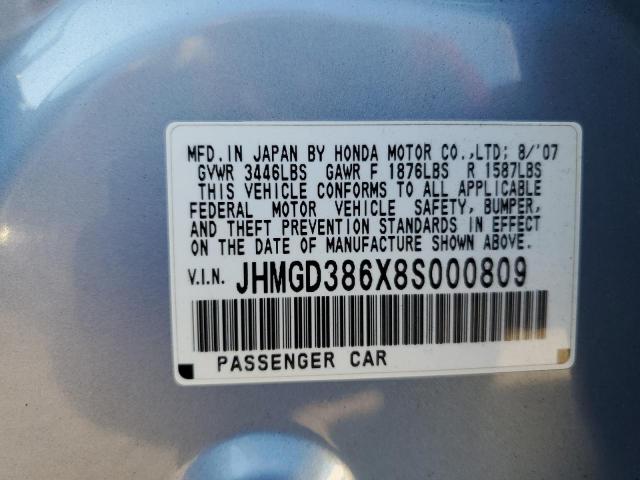 MFD. IN JAPAN BY HONDA MOTOR CO.,LTD; 8/'07
GVWR 3446LBS GAWR F 1876LBS R 1587LBS
THIS VEHICLE CONFORMS TO ALL APPLICABLE
FEDERAL MOTOR VEHICLE SAFETY, BUMPER,
AND THEFT PREVENTION STANDARDS IN EFFECT
ON THE DATE OF MANUFACTURE SHOWN ABOVE.
V.I.N. JHMGD386X8S000809
PASSENGER CAR